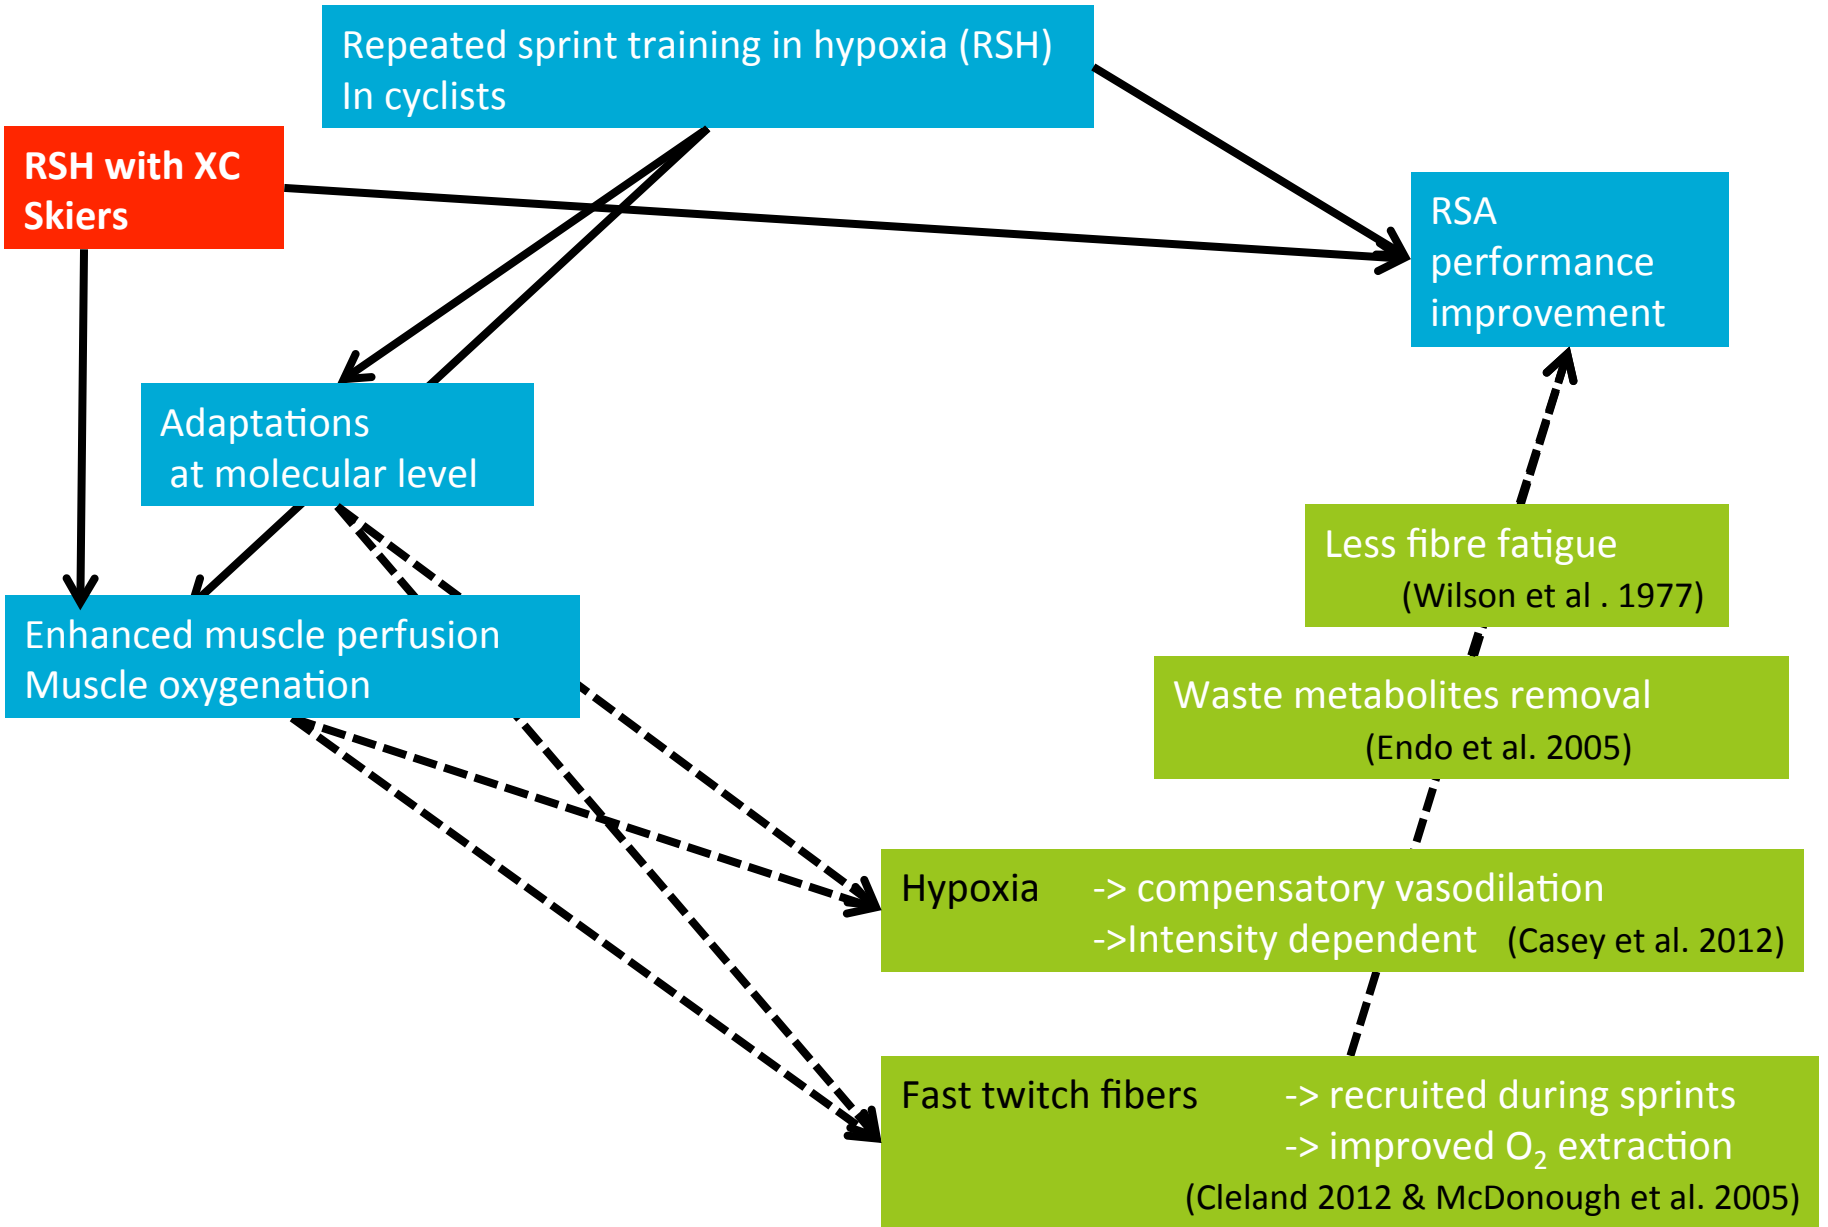 Repeated sprint training in hypoxia (RSH)
In cyclists
RSH with XC
Skiers
RSA
performance
improvement
Adaptations
at molecular level
Less fibre fatigue
(Wilson et al . 1977)
Enhanced muscle perfusion
Muscle oxygenation
Waste metabolites removal
(Endo et al. 2005)
Hypoxia -> compensatory vasodilation
->Intensity dependent (Casey et al. 2012)
Fast twitch fibers -> recruited during sprints
-> improved O₂ extraction
(Cleland 2012 & McDonough et al. 2005)